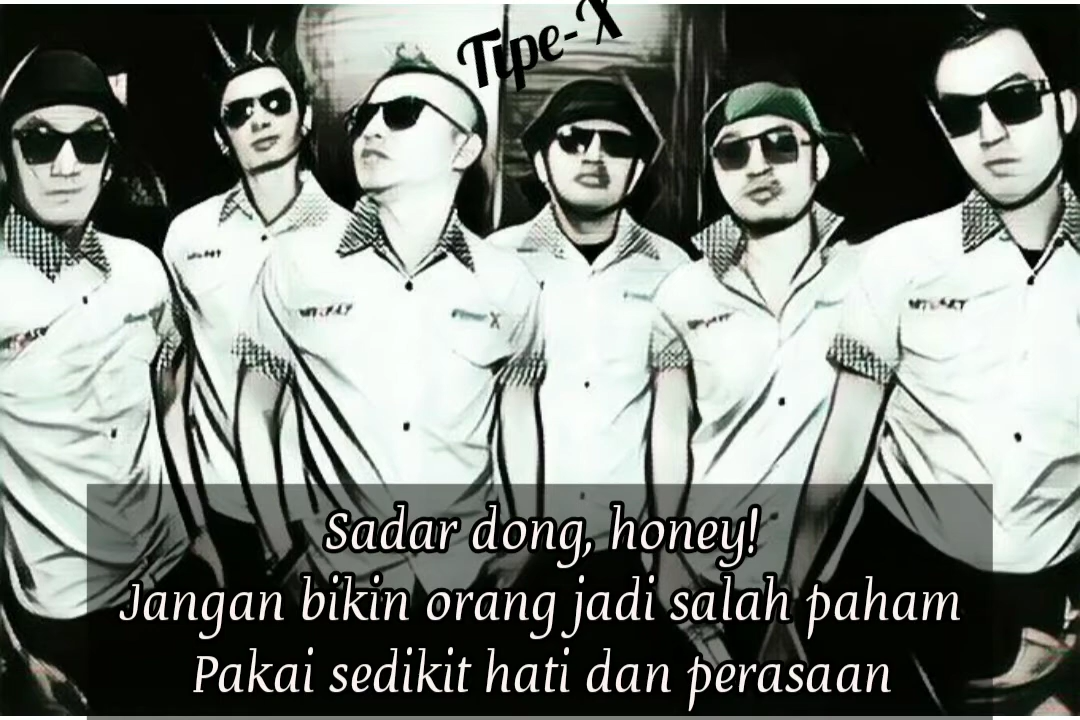 Tipe-X
Sadar dong, honey!
Jangan bikin orang jadi salah paham
Pakai sedikit hati dan perasaan